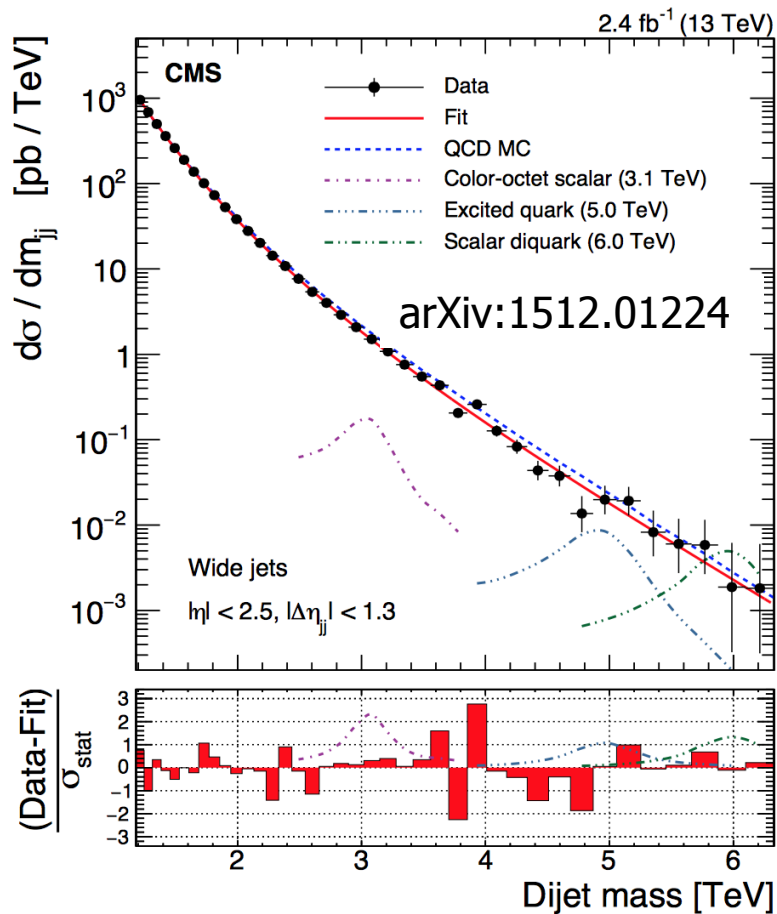 2.4 fb⁻¹ (13 TeV)
CMS
Data
Fit
QCD MC
Color-octet scalar (3.1 TeV)
Excited quark (5.0 TeV)
Scalar diquark (6.0 TeV)
arXiv:1512.01224
Wide jets
|η| < 2.5, |Δη_jj| < 1.3
dσ / dm_jj [pb / TeV]
10³
10²
10
1
10⁻¹
10⁻²
10⁻³
(Data-Fit)
σ_stat
3
2
1
0
-1
-2
-3
2 3 4 5 6
Dijet mass [TeV]